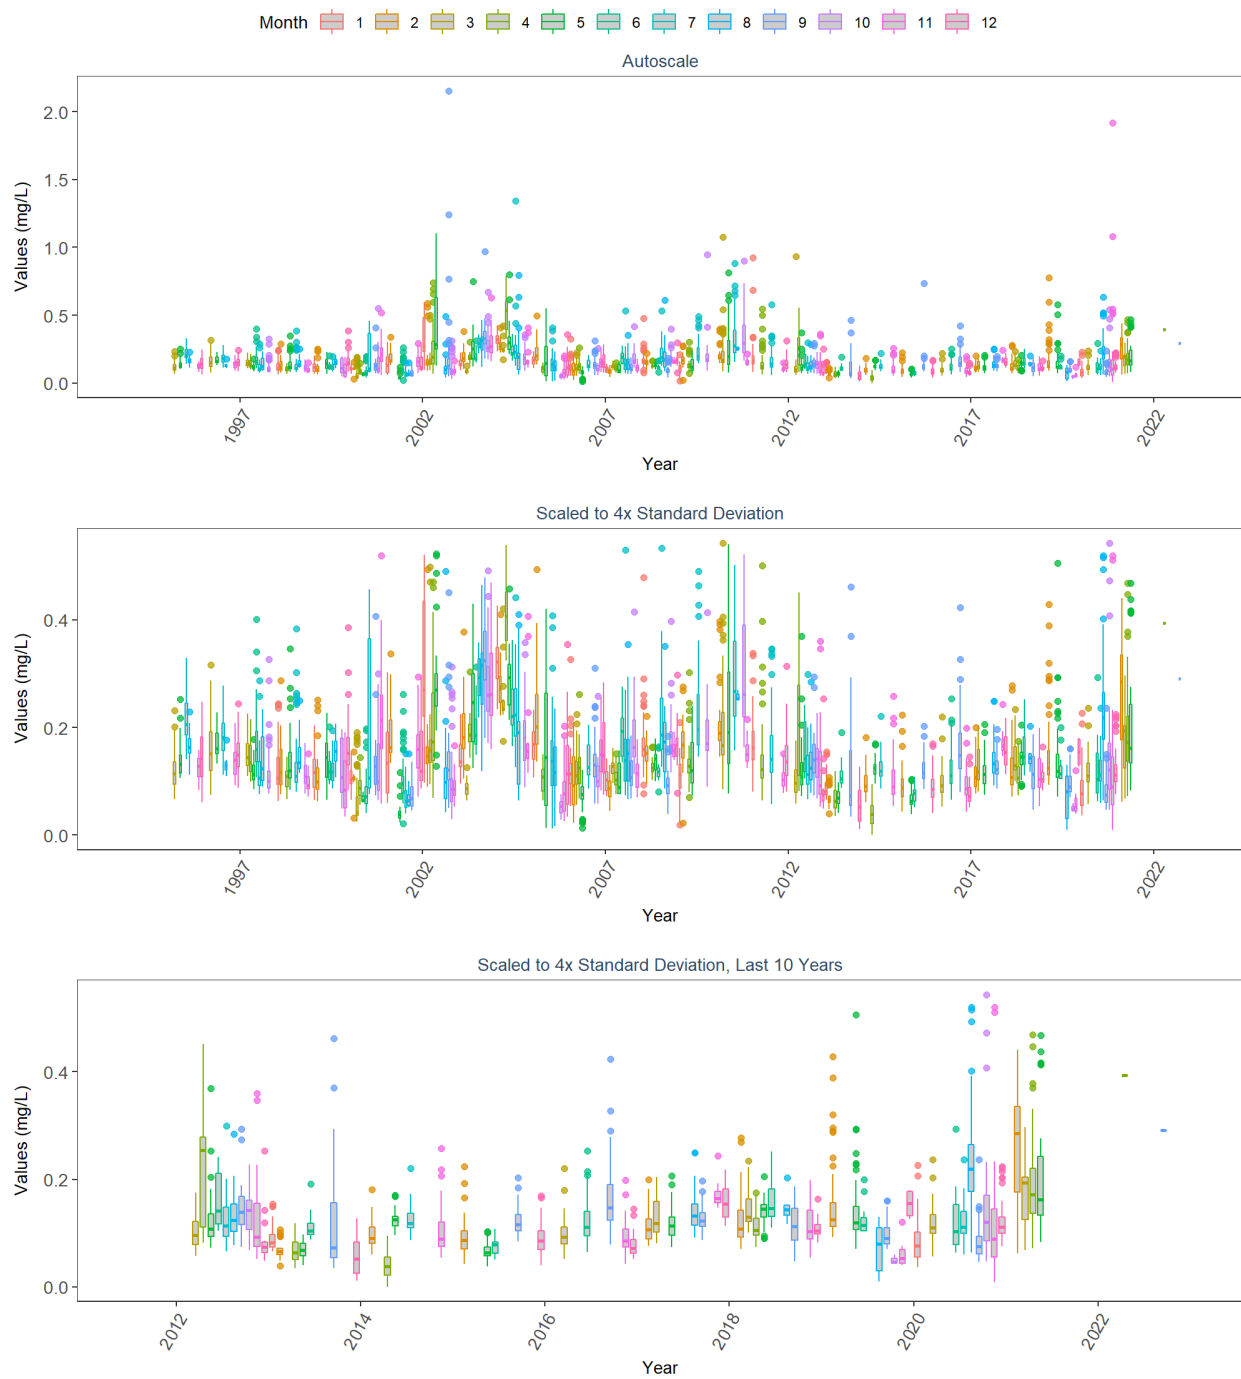 Month 1 2 3 4 5 6 7 8 9 10 11 12
Autoscale
Values (mg/L)
2.0
1.5
1.0
0.5
0.0
1997 2002 2007 2012 2017 2022
Year
Scaled to 4x Standard Deviation
Values (mg/L)
0.4
0.2
0.0
1997 2002 2007 2012 2017 2022
Year
Scaled to 4x Standard Deviation, Last 10 Years
Values (mg/L)
0.4
0.2
0.0
2012 2014 2016 2018 2020 2022
Year